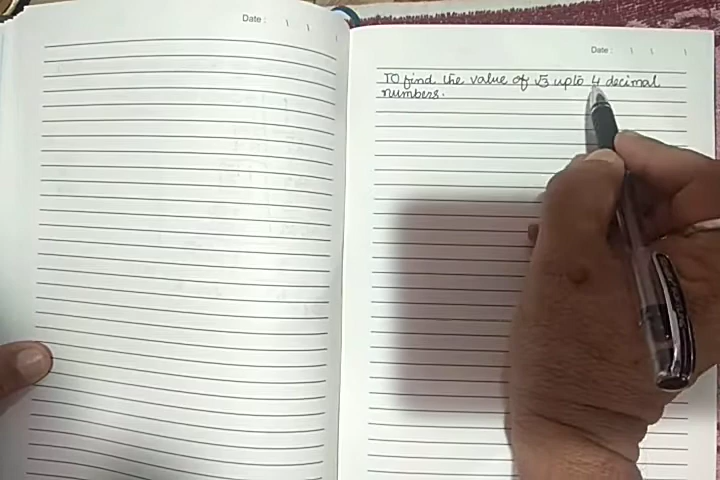 Date : \ \ \
Date : \ \ \
TO find the value of √3 upto 4 decimal
numbers.